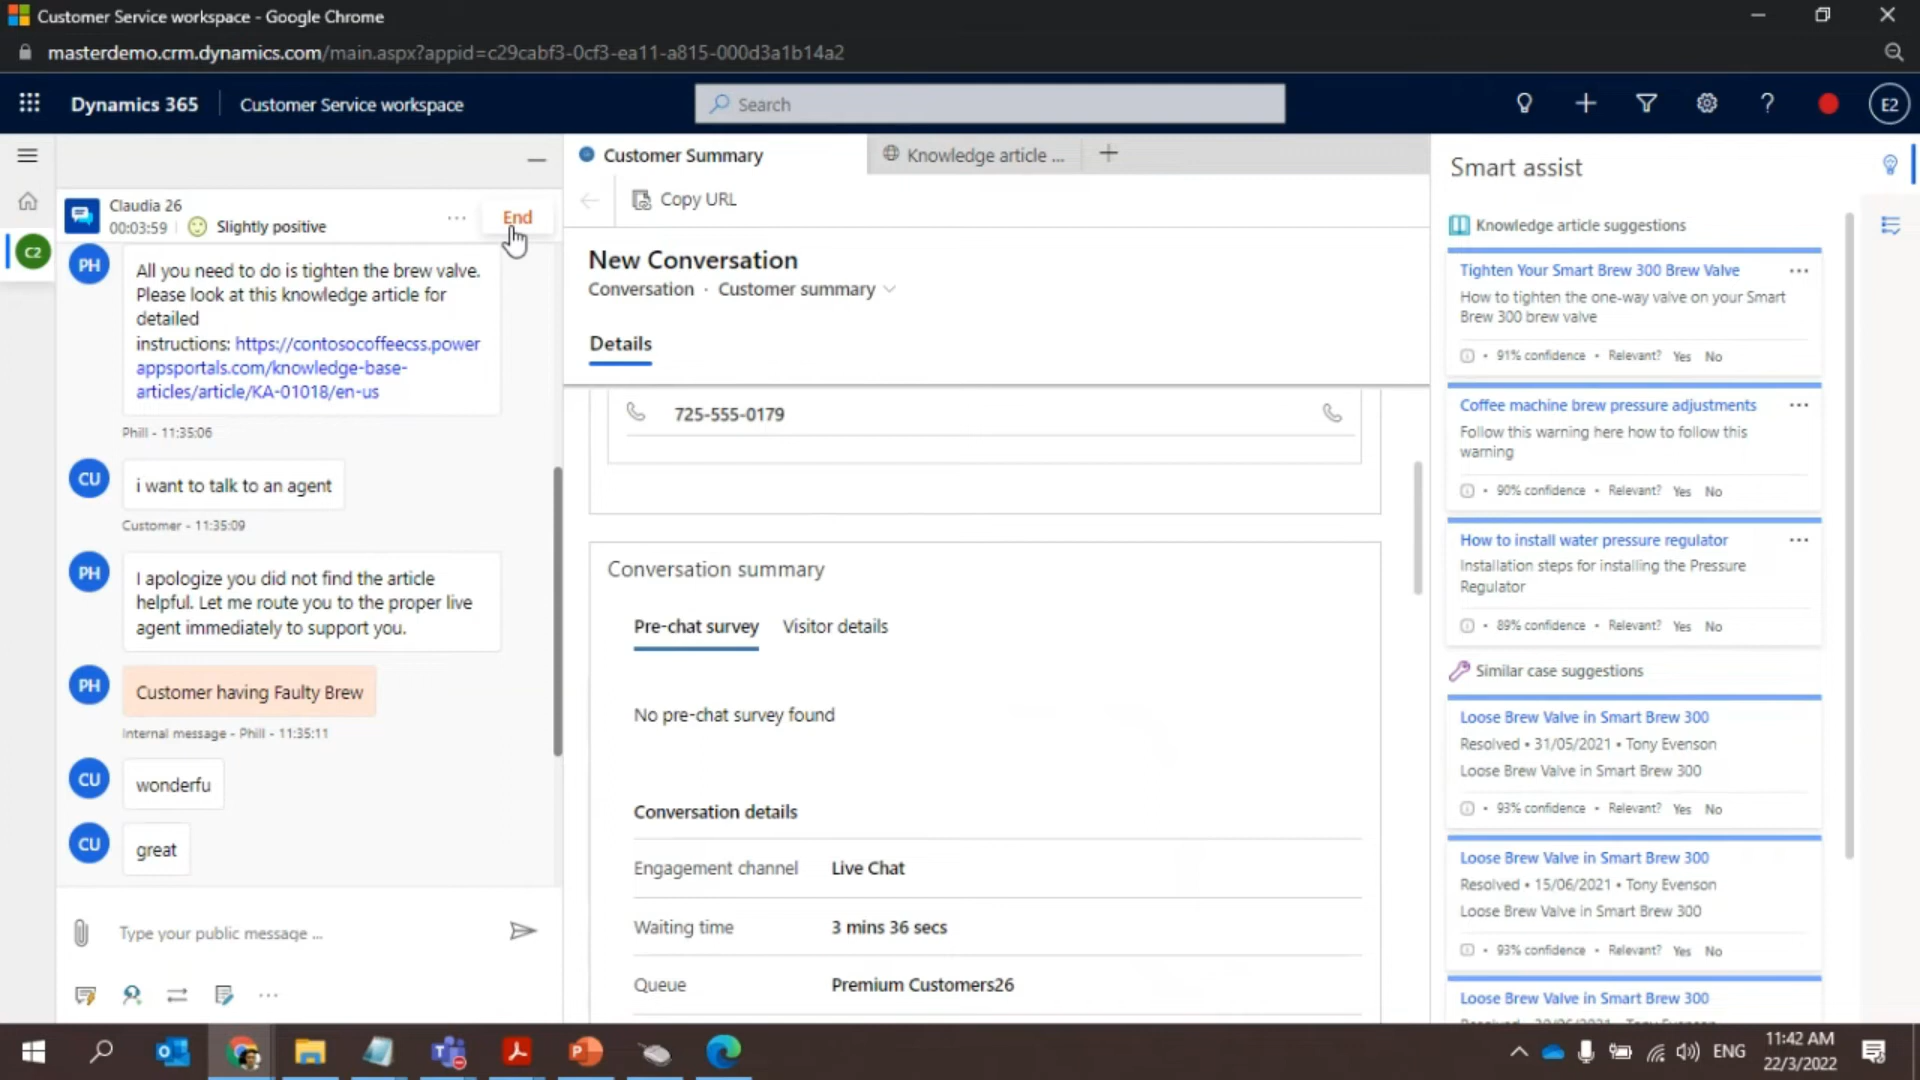 Customer Service workspace - Google Chrome
masterdemo.crm.dynamics.com/main.aspx?appid=c29cabf3-0cf3-ea11-a815-000d3a1b14a2
Dynamics 365
Customer Service workspace
Search
E2
Claudia 26
00:03:59
Slightly positive
End
C2
PH
All you need to do is tighten the brew valve.
Please look at this knowledge article for
detailed
instructions: https://contosocoffeecss.power
appsportals.com/knowledge-base-
articles/article/KA-01018/en-us
Phill - 11:35:06
CU
i want to talk to an agent
Customer - 11:35:09
PH
I apologize you did not find the article
helpful. Let me route you to the proper live
agent immediately to support you.
PH
Customer having Faulty Brew
Internal message - Phill - 11:35:11
CU
wonderfu
CU
great
Type your public message ...
Customer Summary
Knowledge article ...
Copy URL
New Conversation
Conversation · Customer summary
Details
725-555-0179
Conversation summary
Pre-chat survey
Visitor details
No pre-chat survey found
Conversation details
Engagement channel Live Chat
Waiting time 3 mins 36 secs
Queue Premium Customers26
Smart assist
Knowledge article suggestions
Tighten Your Smart Brew 300 Brew Valve
How to tighten the one-way valve on your Smart
Brew 300 brew valve
• 91% confidence • Relevant? Yes No
Coffee machine brew pressure adjustments
Follow this warning here how to follow this
warning
• 90% confidence • Relevant? Yes No
How to install water pressure regulator
Installation steps for installing the Pressure
Regulator
• 89% confidence • Relevant? Yes No
Similar case suggestions
Loose Brew Valve in Smart Brew 300
Resolved • 31/05/2021 • Tony Evenson
Loose Brew Valve in Smart Brew 300
• 93% confidence • Relevant? Yes No
Loose Brew Valve in Smart Brew 300
Resolved • 15/06/2021 • Tony Evenson
Loose Brew Valve in Smart Brew 300
• 93% confidence • Relevant? Yes No
Loose Brew Valve in Smart Brew 300
ENG
11:42 AM
22/3/2022